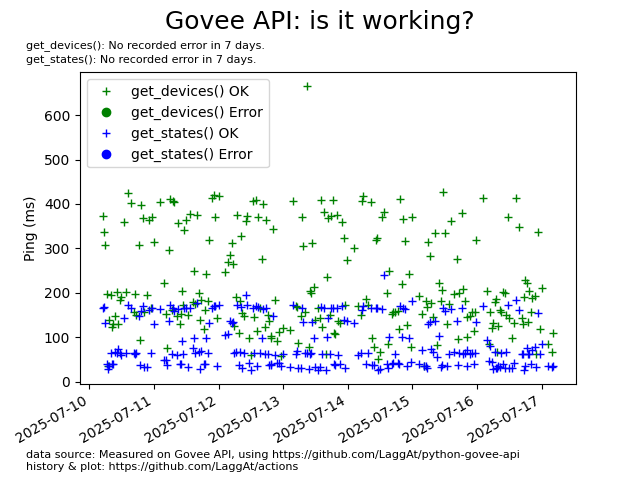 Govee API: is it working?
get_devices(): No recorded error in 7 days.
get_states(): No recorded error in 7 days.
get_devices() OK
get_devices() Error
get_states() OK
get_states() Error
Ping (ms)
600
500
400
300
200
100
0
2025-07-10
2025-07-11
2025-07-12
2025-07-13
2025-07-14
2025-07-15
2025-07-16
2025-07-17
data source: Measured on Govee API, using https://github.com/LaggAt/python-govee-api
history & plot: https://github.com/LaggAt/actions